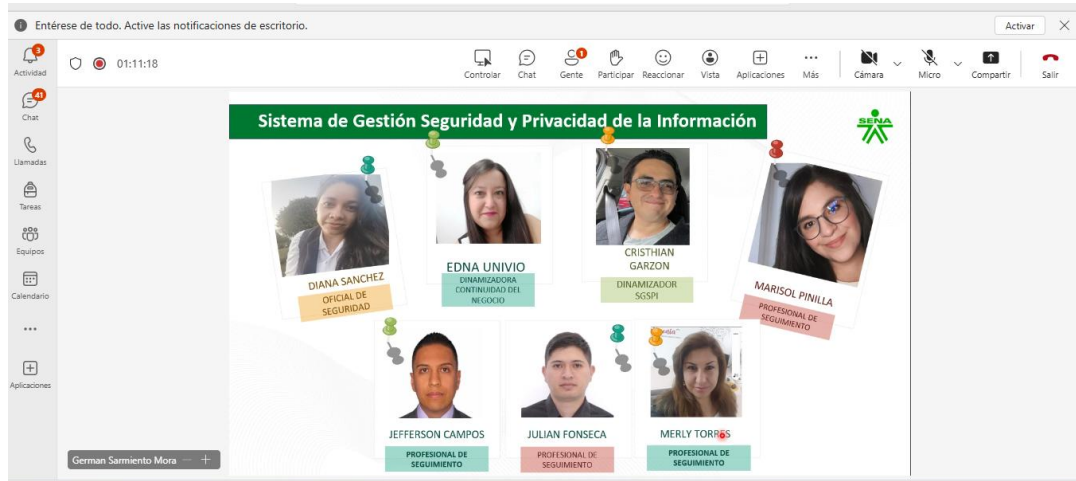 Entérese de todo. Active las notificaciones de escritorio.
Activar
3
Actividad
01:11:18
Controlar
Chat
1
Gente
Participar
Reaccionar
Vista
Aplicaciones
Más
Cámara
Micro
Compartir
Salir
41
Chat
Llamadas
Tareas
Equipos
Calendario
Aplicaciones
Sistema de Gestión Seguridad y Privacidad de la Información
SENA
DIANA SANCHEZ
OFICIAL DE
SEGURIDAD
EDNA UNIVIO
DINAMIZADORA
CONTINUIDAD DEL
NEGOCIO
CRISTHIAN
GARZON
DINAMIZADOR
SGSPI
MARISOL PINILLA
PROFESIONAL DE
SEGUIMIENTO
JEFFERSON CAMPOS
PROFESIONAL DE
SEGUIMIENTO
JULIAN FONSECA
PROFESIONAL DE
SEGUIMIENTO
MERLY TORRES
PROFESIONAL DE
SEGUIMIENTO
German Sarmiento Mora